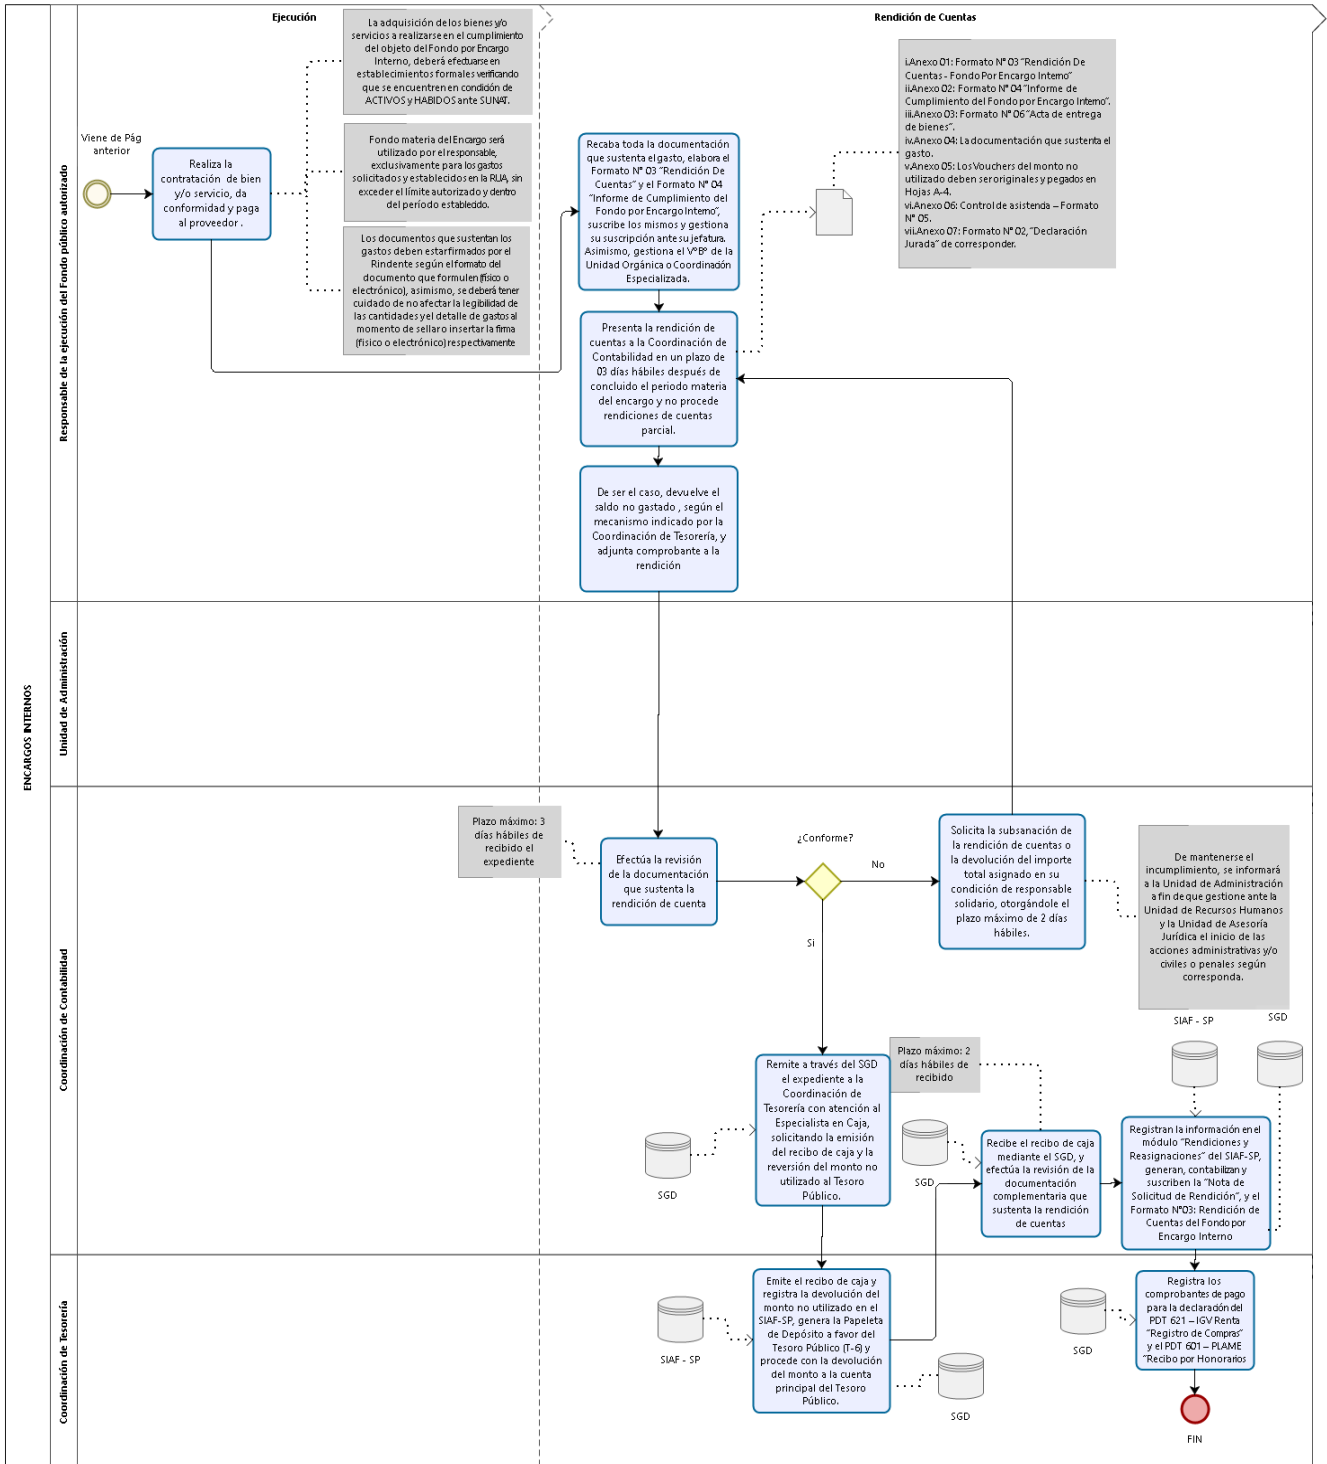 Ejecución
Rendición de Cuentas
ENCARGOS INTERNOS
Responsable de la ejecución del Fondo público autorizado
Viene de Pág
anterior
Realiza la
contratación de bien
y/o servicio, da
conformidad y paga
al proveedor .
La adquisición de los bienes y/o
servicios a realizarse en el cumplimiento
del objeto del Fondo por Encargo
Interno, deberá efectuarse en
establecimientos formales verificando
que se encuentren en condición de
ACTIVOS y HABIDOS ante SUNAT.
Fondo materia del Encargo será
utilizado por el responsable,
exclusivamente para los gastos
solicitados y establecidos en la RUA, sin
exceder el límite autorizado y dentro
del período establecido.
Los documentos que sustentan los
gastos deben estar firmados por el
Rindente según el formato del
documento que formulen (físico o
electrónico), asimismo, se deberá tener
cuidado de no afectar la legibilidad de
las cantidades y el detalle de gastos al
momento de sellar o insertar la firma
(fisico o electrónico) respectivamente
Recaba toda la documentación
que sustenta el gasto, elabora el
Formato N° 03 "Rendición De
Cuentas" y el Formato N° 04
"Informe de Cumplimiento del
Fondo por Encargo Interno",
suscribe los mismos y gestiona
su suscripción ante su jefatura.
Asimismo, gestiona el V°B° de la
Unidad Orgánica o Coordinación
Especializada.
i.Anexo 01: Formato N° 03 "Rendición De
Cuentas - Fondo Por Encargo Interno"
ii.Anexo 02: Formato N° 04 "Informe de
Cumplimiento del Fondo por Encargo Interno".
iii.Anexo 03: Formato N° 06 "Acta de entrega
de bienes".
iv.Anexo 04: La documentación que sustenta el
gasto.
v.Anexo 05: Los Vouchers del monto no
utilizado deben ser originales y pegados en
Hojas A-4.
vi.Anexo 06: Control de asistencia – Formato
N° 05.
vii.Anexo 07: Formato N° 02, "Declaración
Jurada" de corresponder.
Presenta la rendición de
cuentas a la Coordinación de
Contabilidad en un plazo de
03 días hábiles después de
concluido el periodo materia
del encargo y no procede
rendiciones de cuentas
parcial.
De ser el caso, devuelve el
saldo no gastado , según el
mecanismo indicado por la
Coordinación de Tesorería, y
adjunta comprobante a la
rendición
Unidad de Administración
Coordinación de Contabilidad
Plazo máximo: 3
días hábiles de
recibido el
expediente
Efectúa la revisión
de la documentación
que sustenta la
rendición de cuenta
¿Conforme?
No
Si
Solicita la subsanación de
la rendición de cuentas o
la devolución del importe
total asignado en su
condición de responsable
solidario, otorgándole el
plazo máximo de 2 días
hábiles.
De mantenerse el
incumplimiento, se informará
a la Unidad de Administración
a fin de que gestione ante la
Unidad de Recursos Humanos
y la Unidad de Asesoría
Jurídica el inicio de las
acciones administrativas y/o
civiles o penales según
corresponda.
SIAF - SP
SGD
Remite a través del SGD
el expediente a la
Coordinación de
Tesorería con atención al
Especialista en Caja,
solicitando la emisión
del recibo de caja y la
reversión del monto no
utilizado al Tesoro
Público.
SGD
Plazo máximo: 2
días hábiles de
recibido
SGD
Recibe el recibo de caja
mediante el SGD, y
efectúa la revisión de la
documentación
complementaria que
sustenta la rendición
de cuentas
Registran la información en el
módulo "Rendiciones y
Reasignaciones" del SIAF-SP,
generan, contabilizan y
suscriben la "Nota de
Solicitud de Rendición", y el
Formato N°03: Rendición de
Cuentas del Fondo por
Encargo Interno
Coordinación de Tesorería
SIAF - SP
Emite el recibo de caja y
registra la devolución del
monto no utilizado en el
SIAF-SP, genera la Papeleta
de Depósito a favor del
Tesoro Público (T-6) y
procede con la devolución
del monto a la cuenta
principal del Tesoro
Público.
SGD
SGD
Registra los
comprobantes de pago
para la declaración del
PDT 621 – IGV Renta
"Registro de Compras"
y el PDT 601 – PLAME
"Recibo por Honorarios
FIN